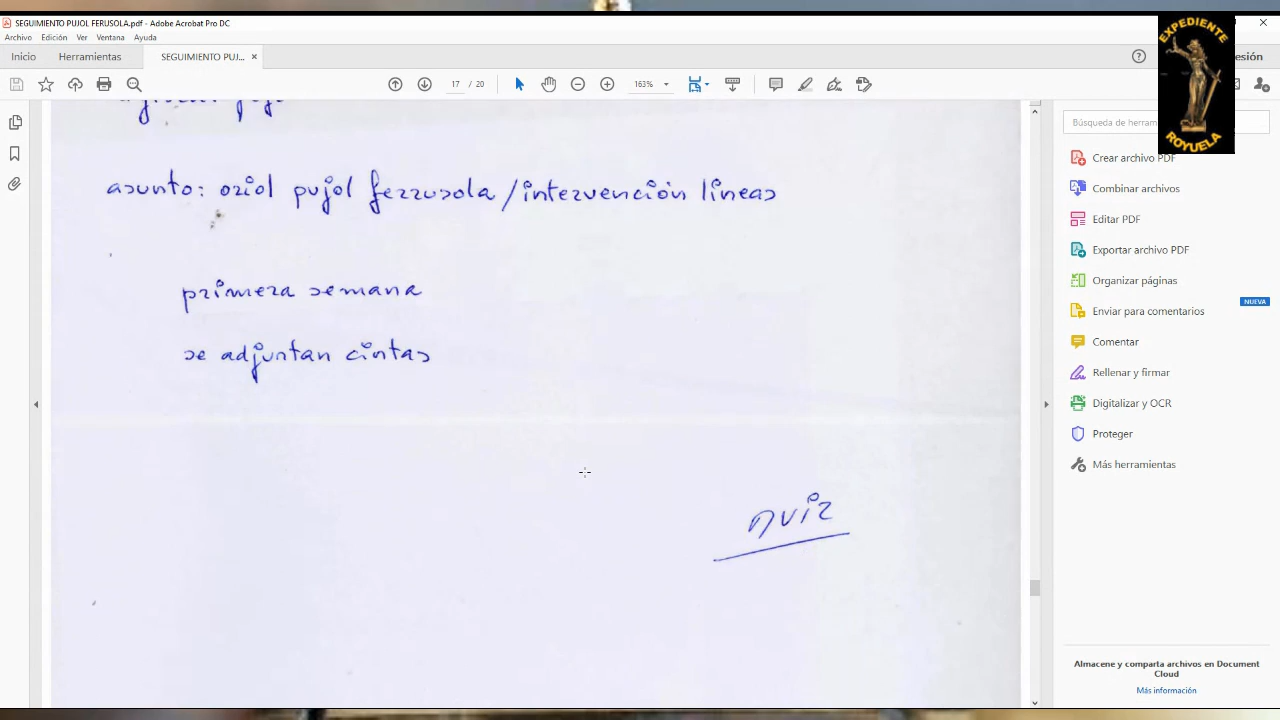 SEGUIMIENTO PUJOL FERUSOLA.pdf - Adobe Acrobat Pro DC
Archivo Edición Ver Ventana Ayuda
Inicio Herramientas SEGUIMIENTO PUJ... ×
esión
17 / 20 163%
EXPEDIENTE
ROYUELA
asunto: oriol pujol ferrusola/intervención líneas
primera semana
se adjuntan cintas
ruiz
Búsqueda de herram
Crear archivo PDF
Combinar archivos
Editar PDF
Exportar archivo PDF
Organizar páginas
NUEVA
Enviar para comentarios
Comentar
Rellenar y firmar
Digitalizar y OCR
Proteger
Más herramientas
Almacene y comparta archivos en Document
Cloud
Más información